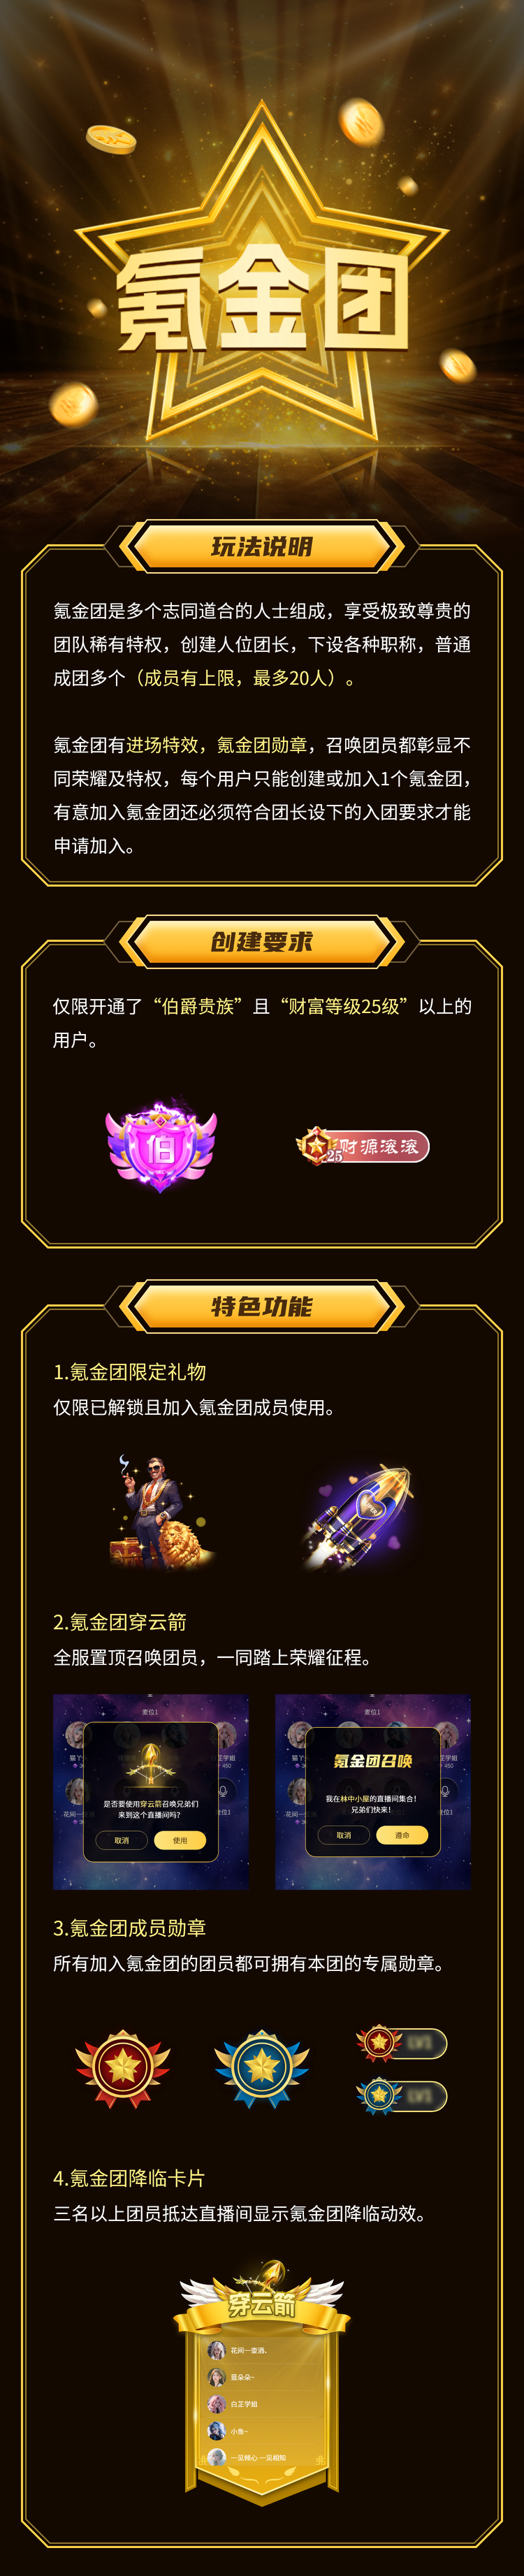 氪金团
玩法说明
氪金团是多个志同道合的人士组成，享受极致尊贵的
团队稀有特权，创建人位团长，下设各种职称，普通
成团多个（成员有上限，最多20人）。
氪金团有进场特效，氪金团勋章，召唤团员都彰显不
同荣耀及特权，每个用户只能创建或加入1个氪金团，
有意加入氪金团还必须符合团长设下的入团要求才能
申请加入。
创建要求
仅限开通了“伯爵贵族”且“财富等级25级”以上的
用户。
伯
25
财源滚滚
特色功能
1.氪金团限定礼物
仅限已解锁且加入氪金团成员使用。
2.氪金团穿云箭
全服置顶召唤团员，一同踏上荣耀征程。
麦位1
是否要使用穿云箭召唤兄弟们
来到这个直播间吗？
取消
使用
麦位1
氪金团召唤
我在林中小屋的直播间集合！
兄弟们快来！
取消
遵命
3.氪金团成员勋章
所有加入氪金团的团员都可拥有本团的专属勋章。
LV1
LV1
4.氪金团降临卡片
三名以上团员抵达直播间显示氪金团降临动效。
穿云箭
花间一壶酒、
白芷学姐
小鱼~
一见倾心 一见相知